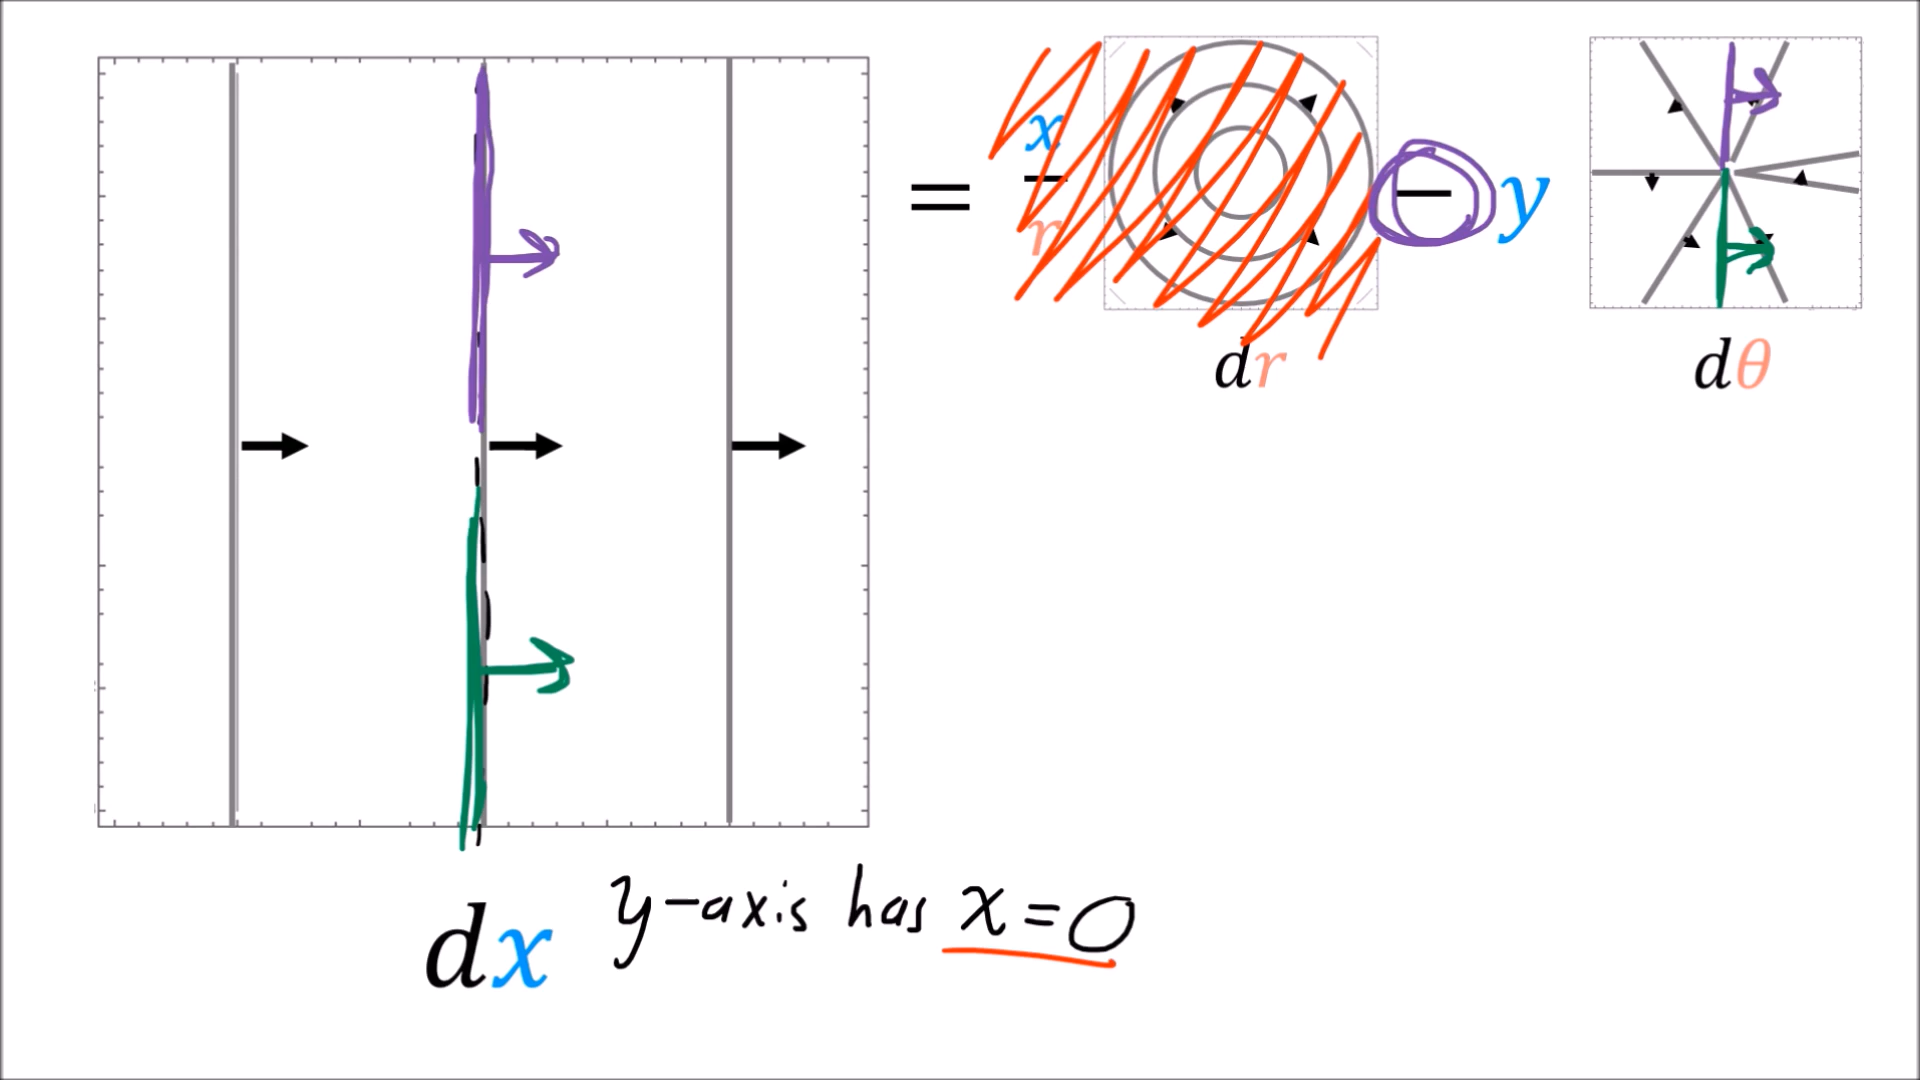 = x/r − y
dr
dθ
dx
y-axis has x=0